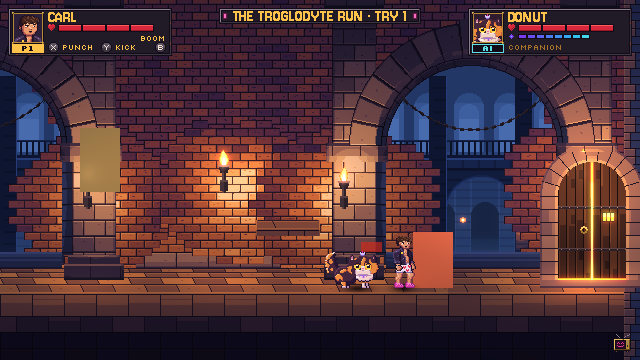 CARL
P1
X PUNCH Y KICK
BOOM
B
THE TROGLODYTE RUN · TRY 1
DONUT
AI
COMPANION